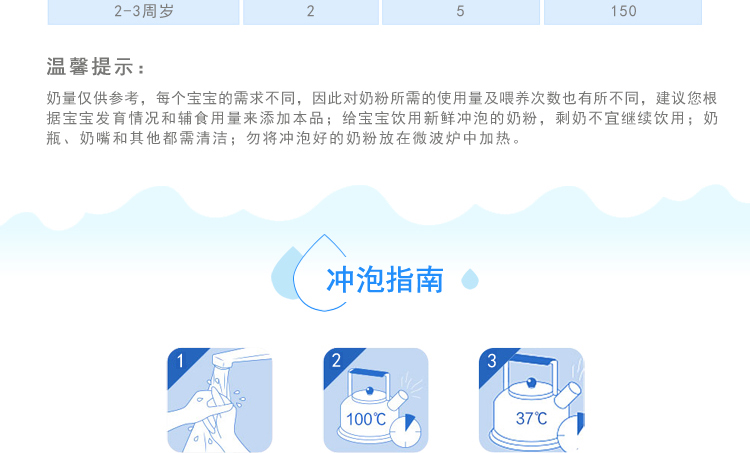 2-3周岁 2 5 150
温馨提示：
奶量仅供参考，每个宝宝的需求不同，因此对奶粉所需的使用量及喂养次数也有所不同，建议您根
据宝宝发育情况和辅食用量来添加本品；给宝宝饮用新鲜冲泡的奶粉，剩奶不宜继续饮用；奶
瓶、奶嘴和其他都需清洁；勿将冲泡好的奶粉放在微波炉中加热。
冲泡指南
1 2 3
100℃ 37℃